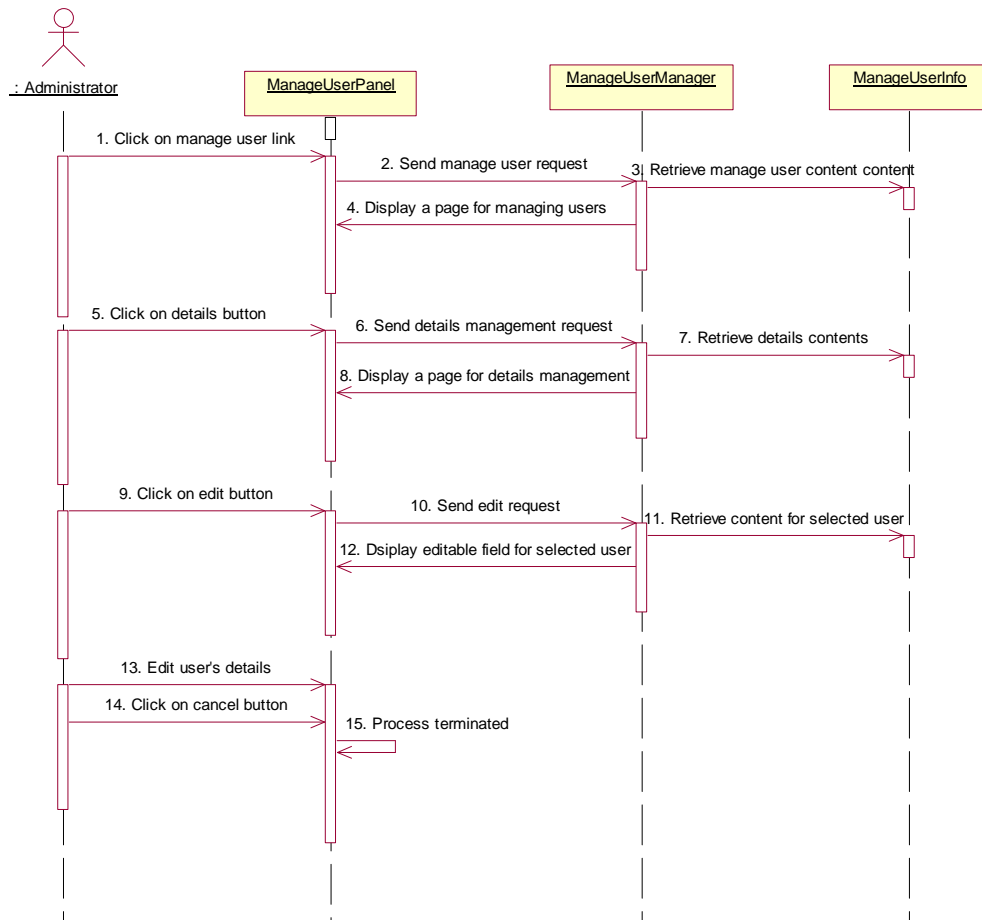 : Administrator
ManageUserPanel
ManageUserManager
ManageUserInfo
1. Click on manage user link
2. Send manage user request
3. Retrieve manage user content content
4. Display a page for managing users
5. Click on details button
6. Send details management request
7. Retrieve details contents
8. Display a page for details management
9. Click on edit button
10. Send edit request
11. Retrieve content for selected user
12. Dsiplay editable field for selected user
13. Edit user's details
14. Click on cancel button
15. Process terminated